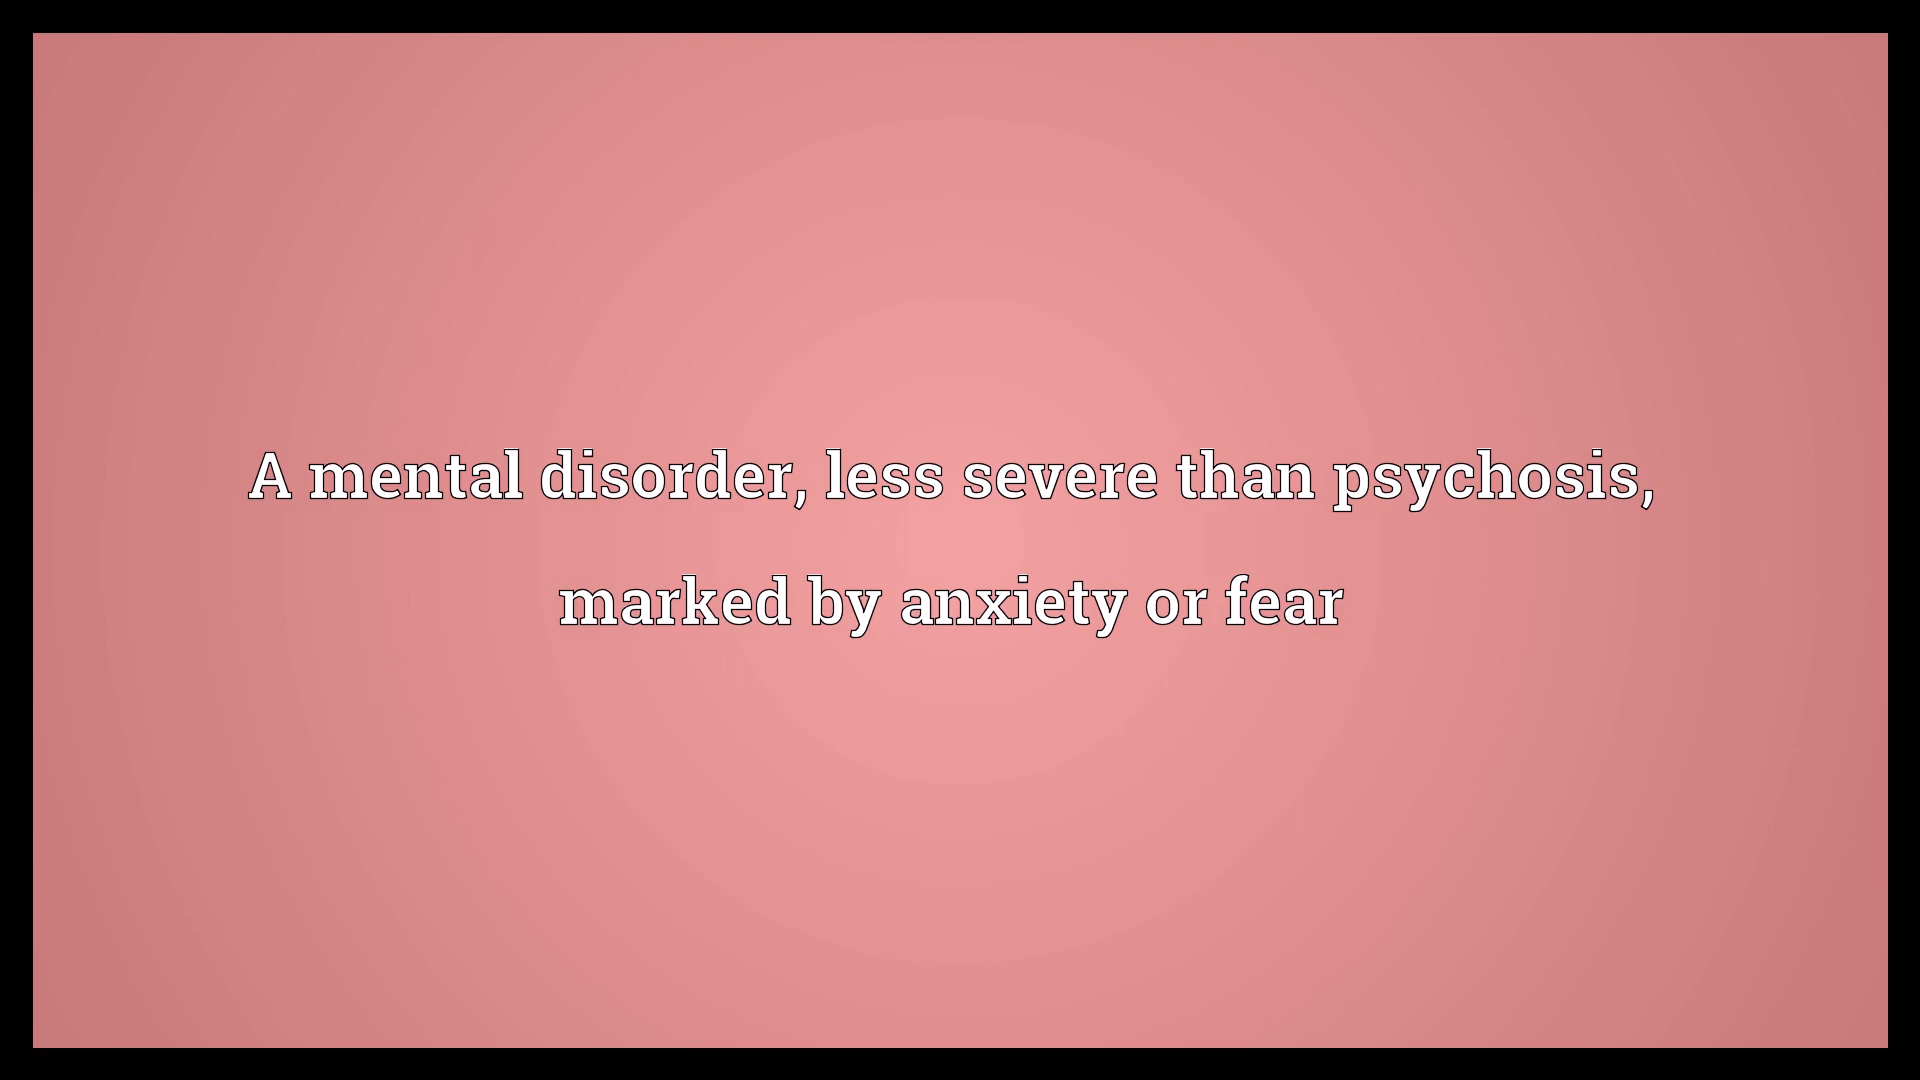 A mental disorder, less severe than psychosis,
marked by anxiety or fear